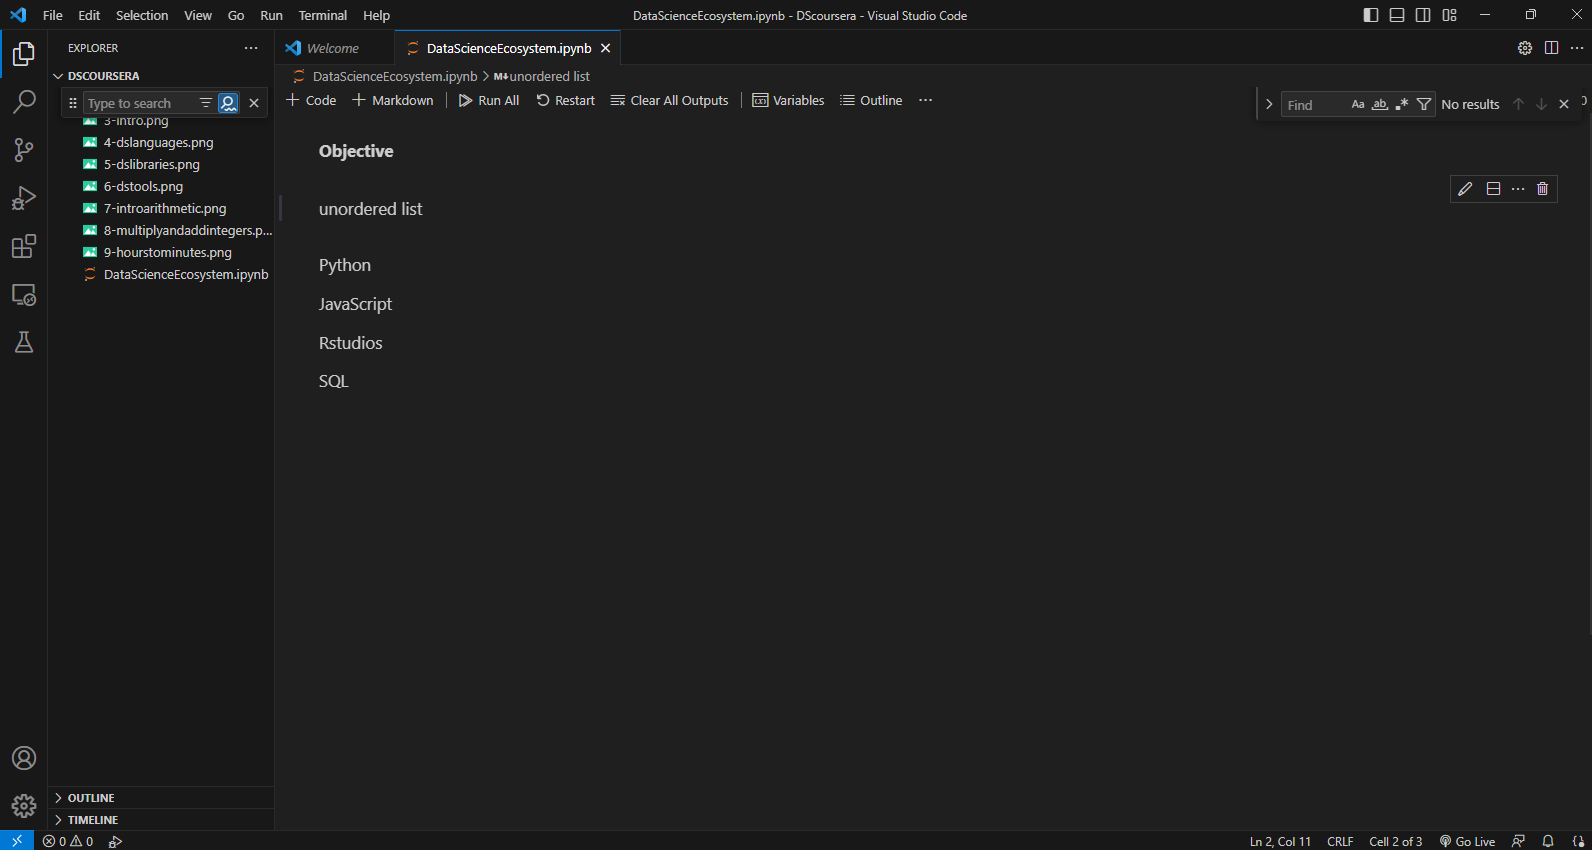 File Edit Selection View Go Run Terminal Help
DataScienceEcosystem.ipynb - DScoursera - Visual Studio Code
EXPLORER
Welcome
DataScienceEcosystem.ipynb
DSCOURSERA
DataScienceEcosystem.ipynb > M↓ unordered list
Type to search
Code Markdown Run All Restart Clear All Outputs Variables Outline
Find Aa ab No results
3-intro.png
4-dslanguages.png
5-dslibraries.png
6-dstools.png
7-introarithmetic.png
8-multiplyandaddintegers.p...
9-hourstominutes.png
DataScienceEcosystem.ipynb
Objective
unordered list
Python
JavaScript
Rstudios
SQL
OUTLINE
TIMELINE
0 0
Ln 2, Col 11 CRLF Cell 2 of 3 Go Live